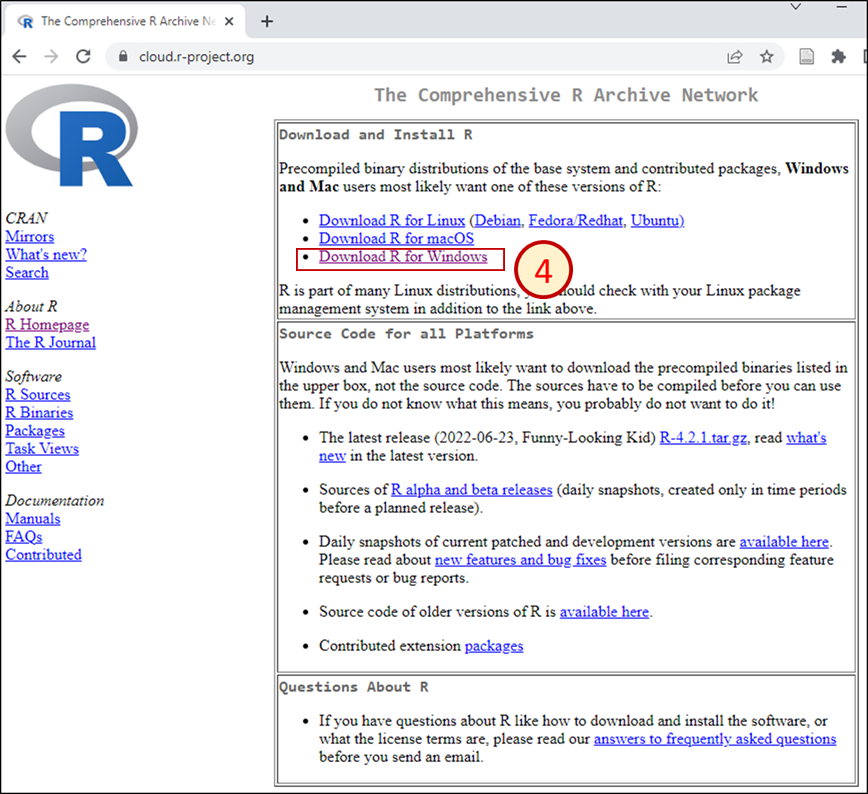 The Comprehensive R Archive Ne
cloud.r-project.org
R
The Comprehensive R Archive Network
CRAN
Mirrors
What's new?
Search
About R
R Homepage
The R Journal
Software
R Sources
R Binaries
Packages
Task Views
Other
Documentation
Manuals
FAQs
Contributed
Download and Install R
Precompiled binary distributions of the base system and contributed packages, Windows
and Mac users most likely want one of these versions of R:
• Download R for Linux (Debian, Fedora/Redhat, Ubuntu)
• Download R for macOS
• Download R for Windows
4
R is part of many Linux distributions, should check with your Linux package
management system in addition to the link above.
Source Code for all Platforms
Windows and Mac users most likely want to download the precompiled binaries listed in
the upper box, not the source code. The sources have to be compiled before you can use
them. If you do not know what this means, you probably do not want to do it!
• The latest release (2022-06-23, Funny-Looking Kid) R-4.2.1.tar.gz, read what's
new in the latest version.
• Sources of R alpha and beta releases (daily snapshots, created only in time periods
before a planned release).
• Daily snapshots of current patched and development versions are available here.
Please read about new features and bug fixes before filing corresponding feature
requests or bug reports.
• Source code of older versions of R is available here.
• Contributed extension packages
Questions About R
• If you have questions about R like how to download and install the software, or
what the license terms are, please read our answers to frequently asked questions
before you send an email.